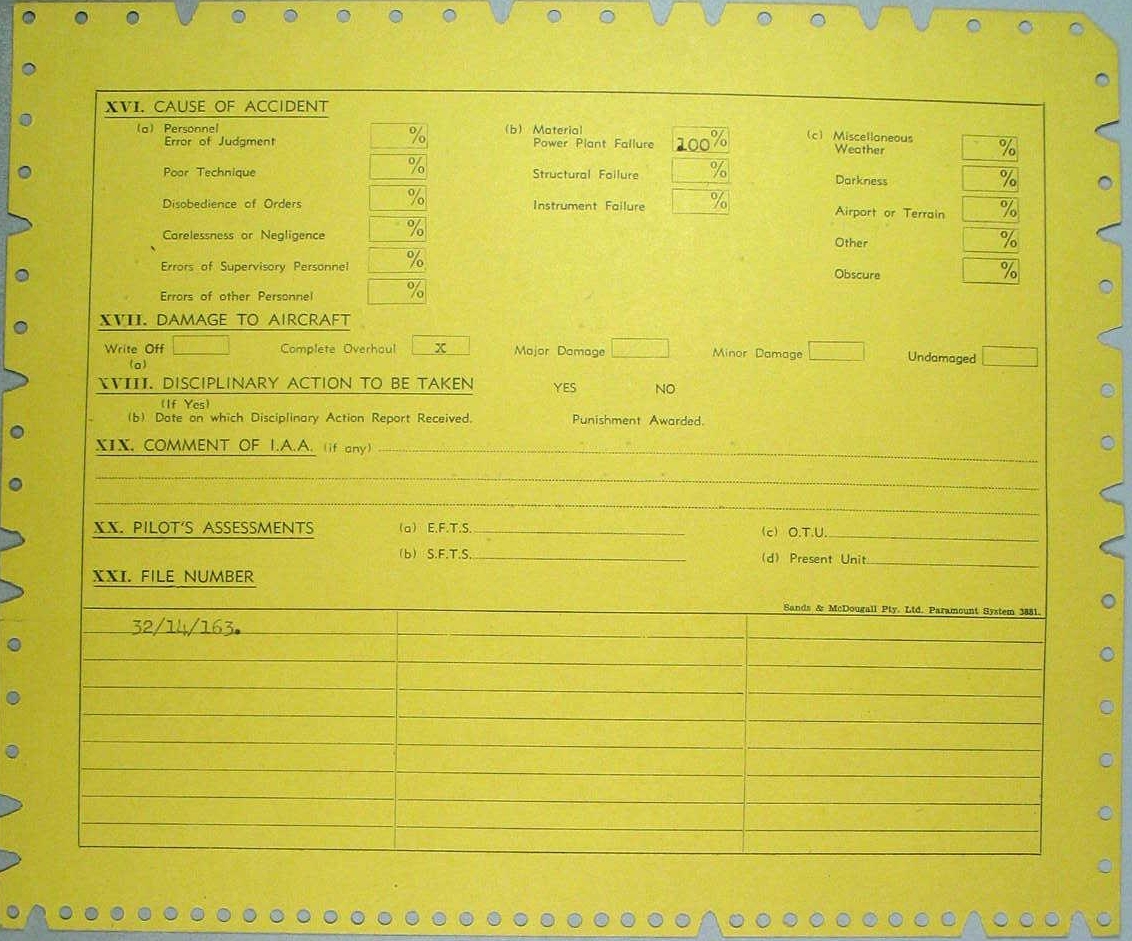 XVI. CAUSE OF ACCIDENT
(a) Personnel
Error of Judgment %
Poor Technique %
Disobedience of Orders %
Carelessness or Negligence %
Errors of Supervisory Personnel %
Errors of other Personnel %
(b) Material
Power Plant Failure 100%
Structural Failure %
Instrument Failure %
(c) Miscellaneous
Weather %
Darkness %
Airport or Terrain %
Other %
Obscure %
XVII. DAMAGE TO AIRCRAFT
Write Off Complete Overhaul X Major Damage Minor Damage Undamaged
(a)
XVIII. DISCIPLINARY ACTION TO BE TAKEN YES NO
(If Yes)
(b) Date on which Disciplinary Action Report Received. Punishment Awarded.
XIX. COMMENT OF I.A.A. (if any)
XX. PILOT'S ASSESSMENTS (a) E.F.T.S. (c) O.T.U.
(b) S.F.T.S. (d) Present Unit
XXI. FILE NUMBER
Sands & McDougall Pty. Ltd. Paramount System 3881.
32/14/163.